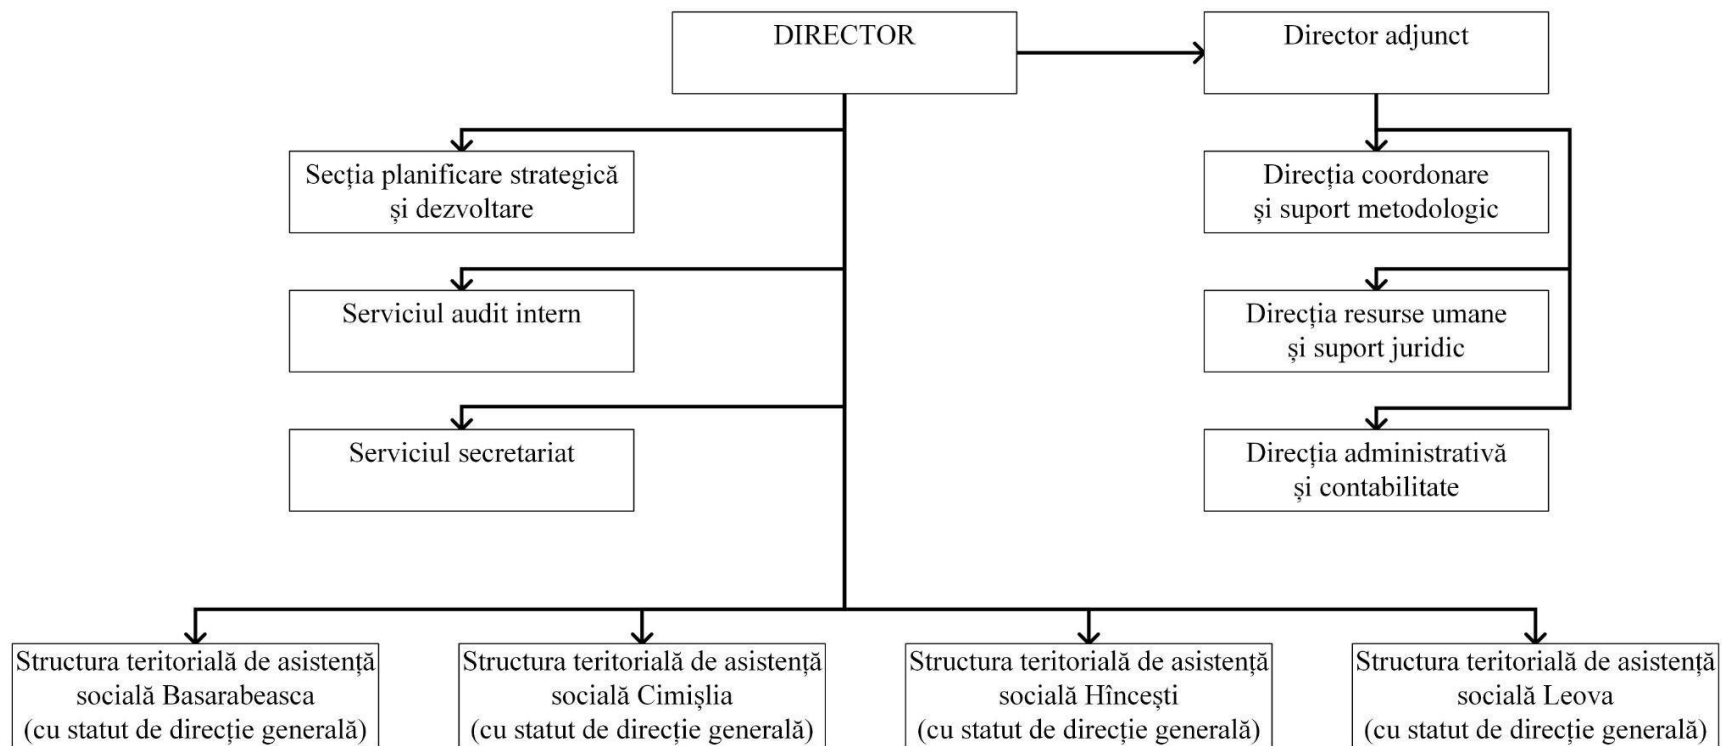 DIRECTOR
Director adjunct
Secția planificare strategică
și dezvoltare
Direcția coordonare
și suport metodologic
Serviciul audit intern
Direcția resurse umane
și suport juridic
Serviciul secretariat
Direcția administrativă
și contabilitate
Structura teritorială de asistență
socială Basarabeasca
(cu statut de direcție generală)
Structura teritorială de asistență
socială Cimișlia
(cu statut de direcție generală)
Structura teritorială de asistență
socială Hîncești
(cu statut de direcție generală)
Structura teritorială de asistență
socială Leova
(cu statut de direcție generală)